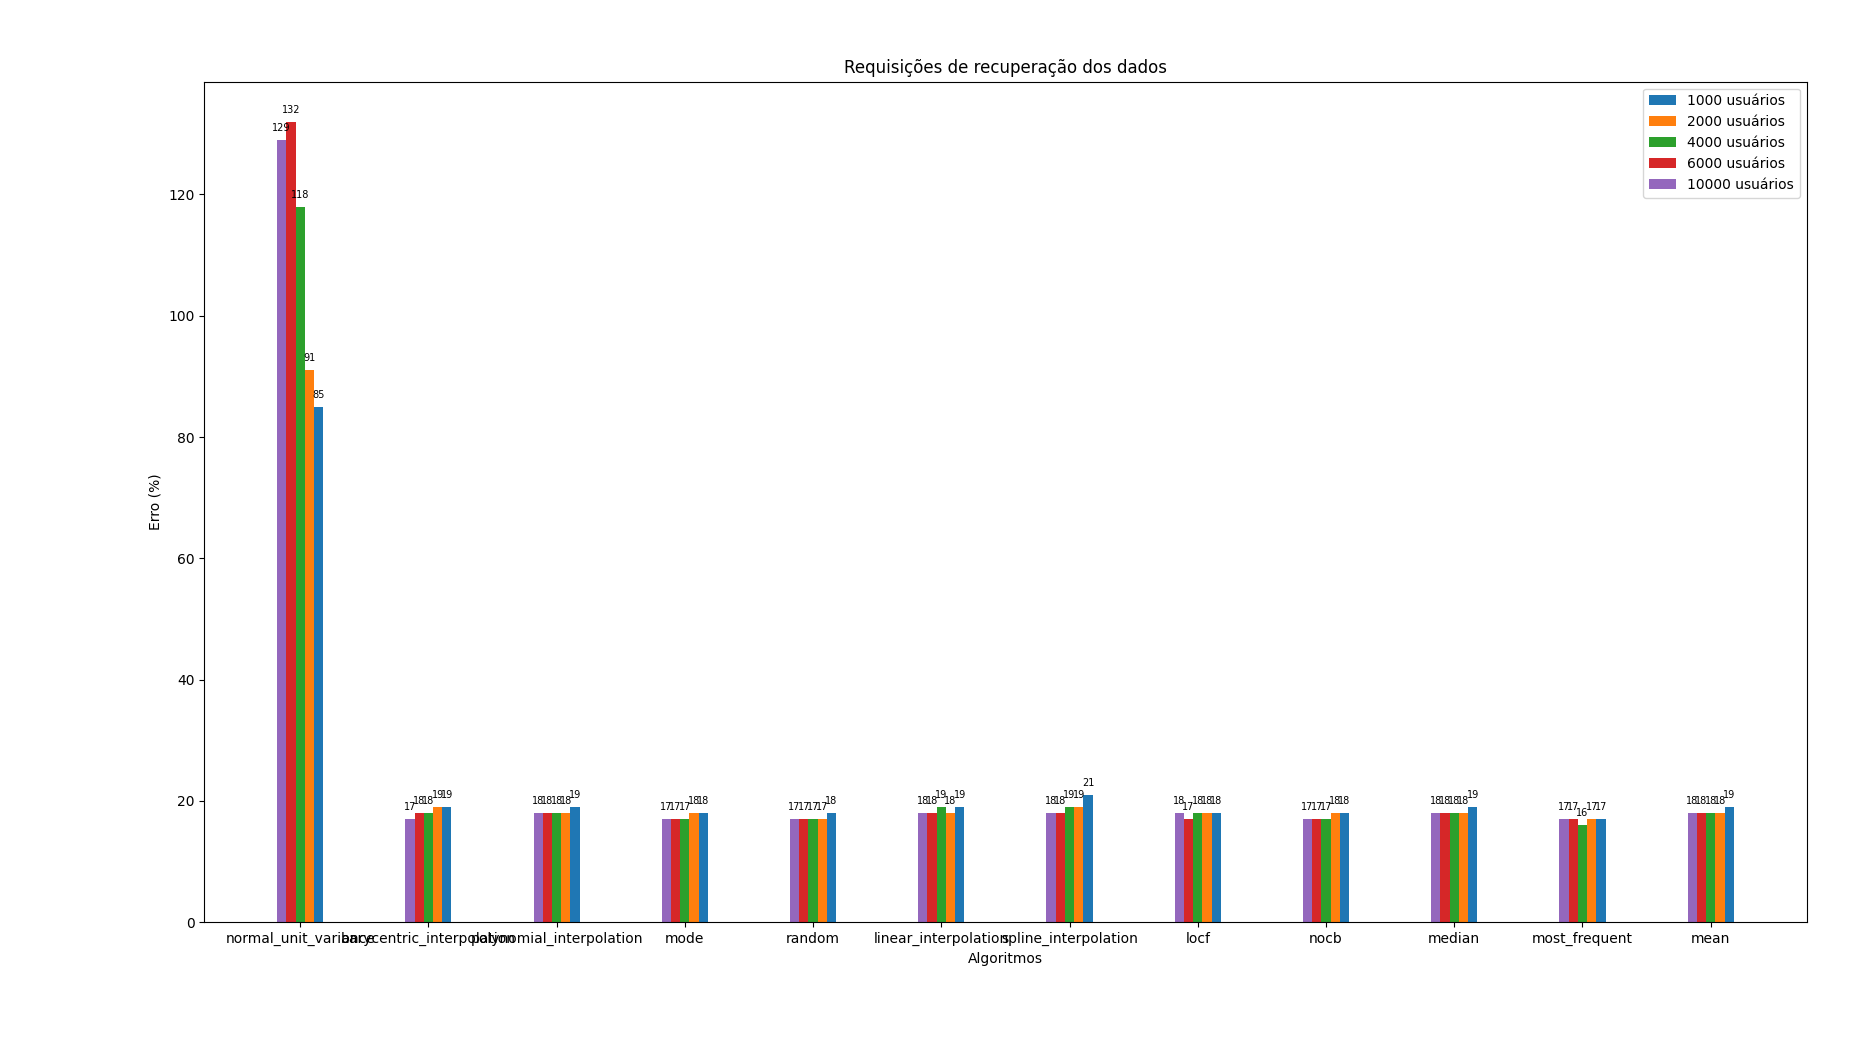 Requisições de recuperação dos dados
1000 usuários
2000 usuários
4000 usuários
6000 usuários
10000 usuários
Erro (%)
120
100
80
60
40
20
0
129 132 118 91 85
17 18 18 19 19
18 18 18 18 19
17 17 17 18 18
17 17 17 17 18
18 18 19 18 19
18 18 19 19 21
18 17 18 18 18
17 17 17 18 18
18 18 18 18 19
17 17 16 17 17
18 18 18 18 19
normal_unit_variance barycentric_interpolation polynomial_interpolation mode random linear_interpolation spline_interpolation locf nocb median most_frequent mean
Algoritmos